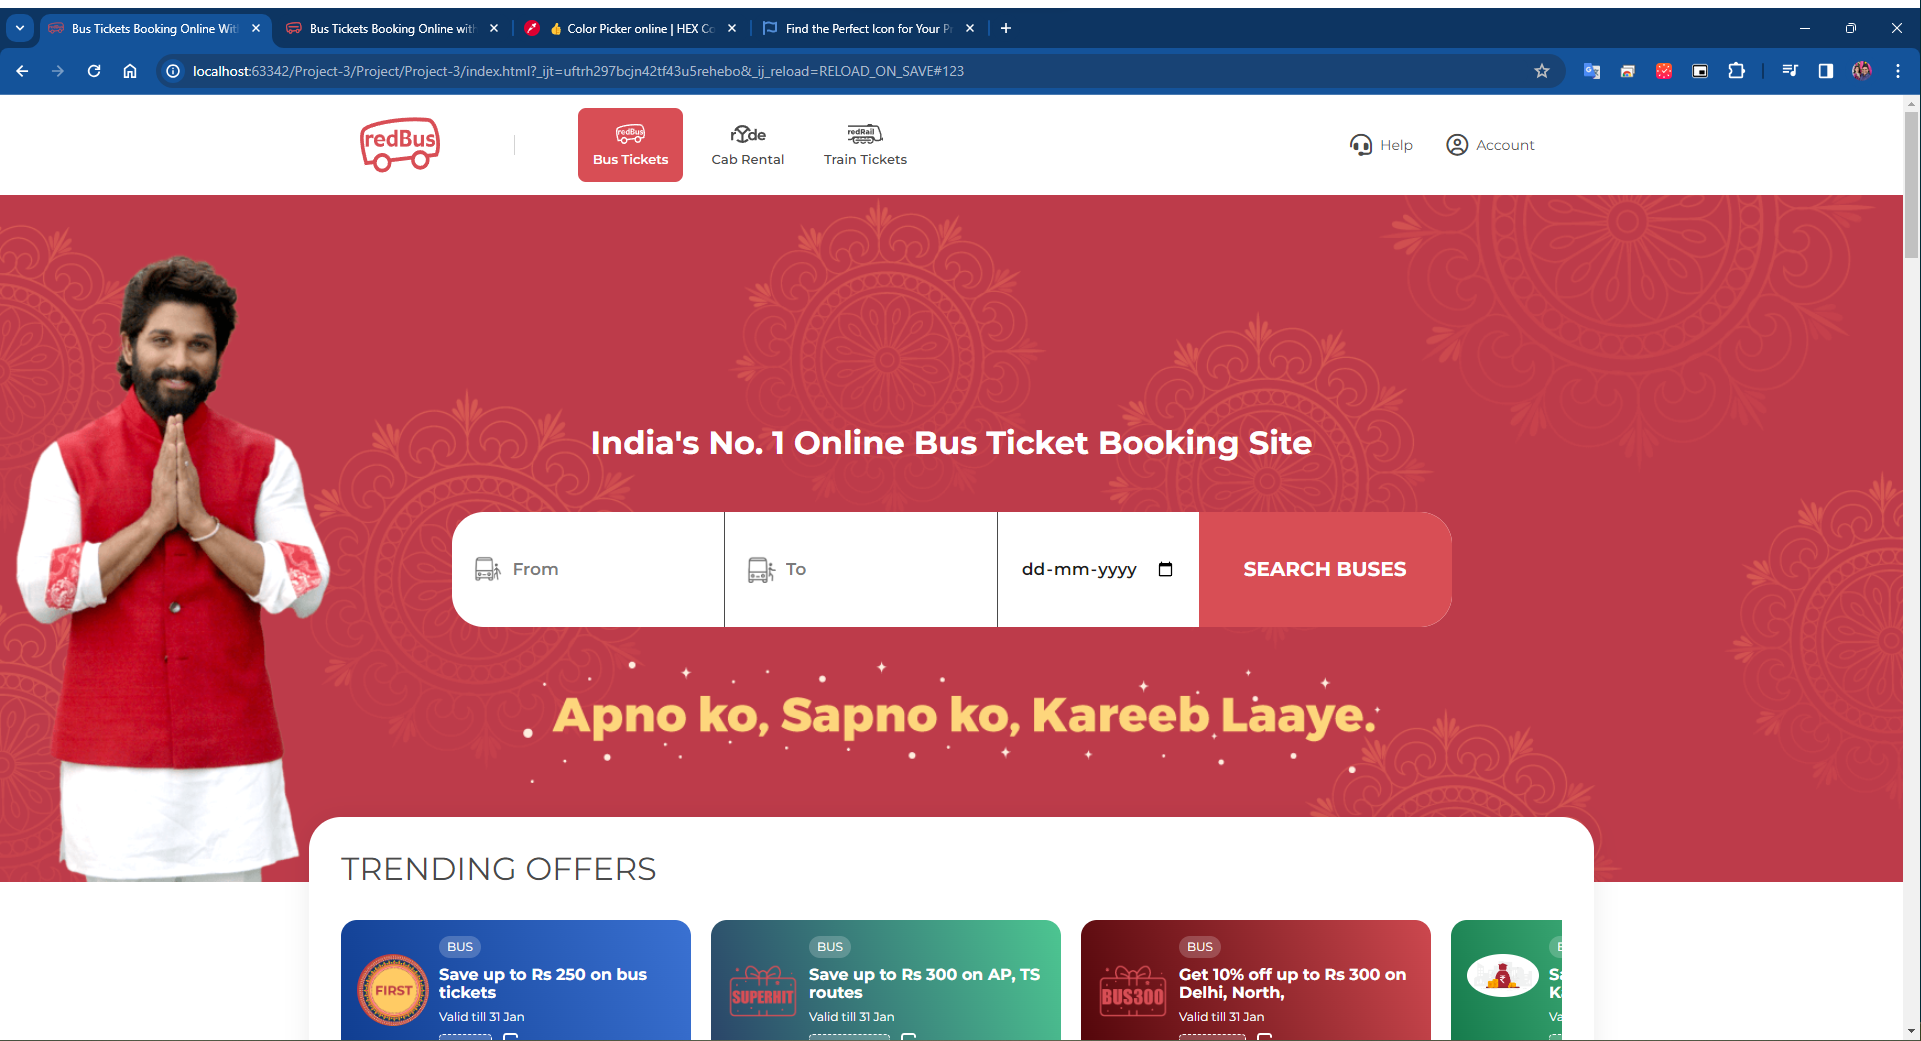 Bus Tickets Booking Online Wit
Bus Tickets Booking Online with
Color Picker online | HEX Co
Find the Perfect Icon for Your Pr
localhost:63342/Project-3/Project/Project-3/index.html?_ijt=uftrh297bcjn42tf43u5rehebo&_ij_reload=RELOAD_ON_SAVE#123
redBus
redBus
Bus Tickets
rYde
Cab Rental
redRail
Train Tickets
Help
Account
India's No. 1 Online Bus Ticket Booking Site
From
To
dd-mm-yyyy
SEARCH BUSES
Apno ko, Sapno ko, Kareeb Laaye.
TRENDING OFFERS
FIRST
BUS
Save up to Rs 250 on bus
tickets
Valid till 31 Jan
SUPERHIT
BUS
Save up to Rs 300 on AP, TS
routes
Valid till 31 Jan
BUS300
BUS
Get 10% off up to Rs 300 on
Delhi, North,
Valid till 31 Jan